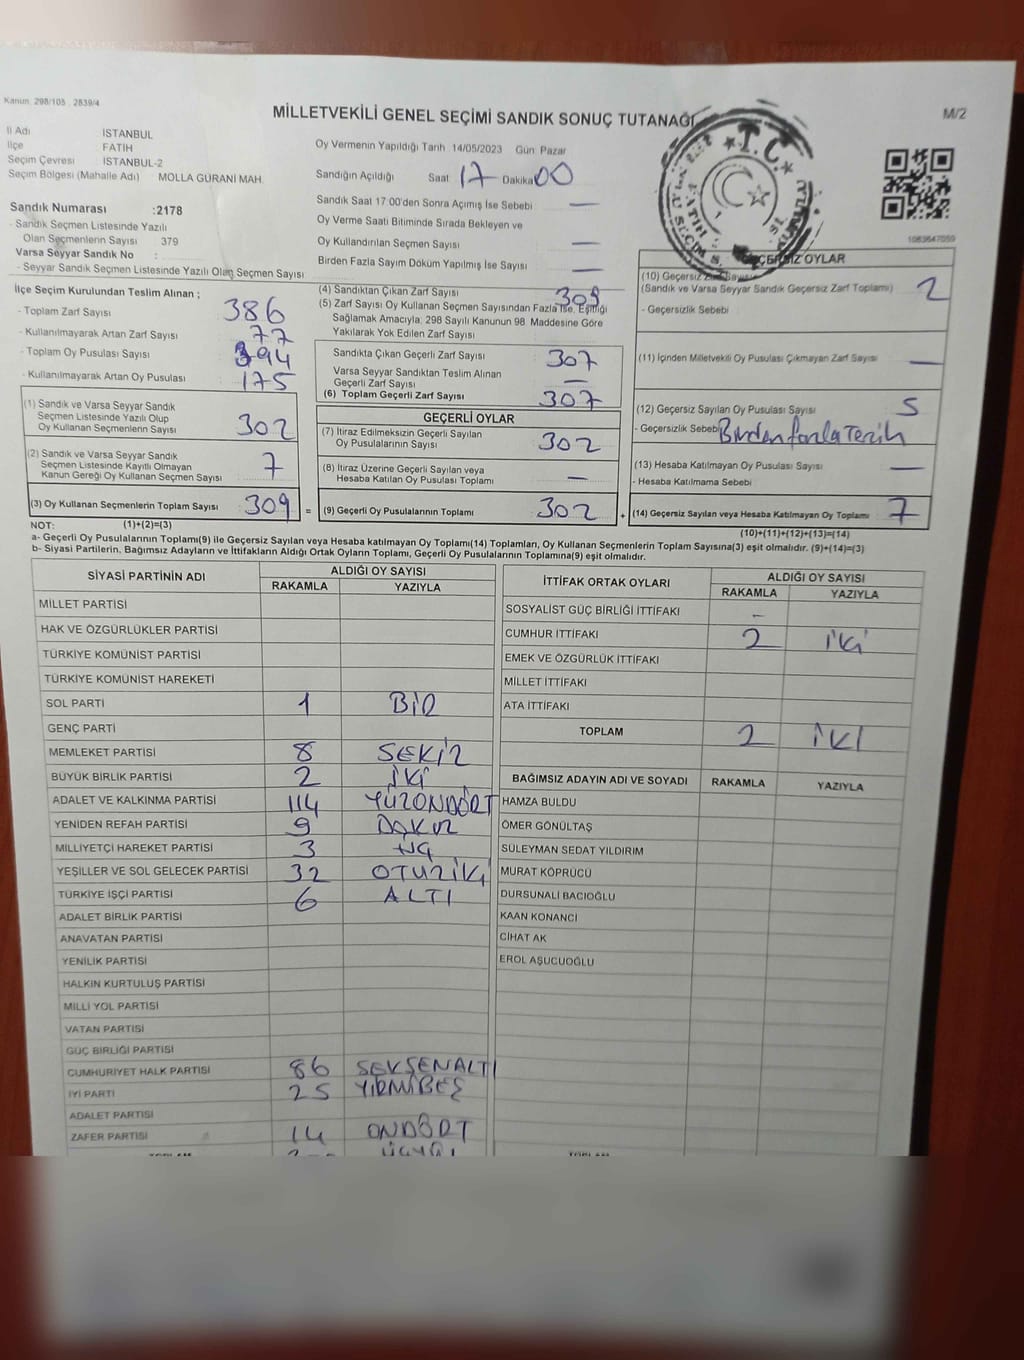 Kanun: 298/105 , 2839/4
MİLLETVEKİLİ GENEL SEÇİMİ SANDIK SONUÇ TUTANAĞI
M/2
İl Adı İSTANBUL
İlçe FATİH
Seçim Çevresi İSTANBUL-2
Seçim Bölgesi (Mahalle Adı) MOLLA GÜRANİ MAH.
Oy Vermenin Yapıldığı Tarih 14/05/2023 Gün: Pazar
Sandığın Açıldığı Saat 17 Dakika 00
Sandık Saat 17:00'den Sonra Açımış İse Sebebi —
Oy Verme Saati Bitiminde Sırada Bekleyen ve
Oy Kullandırılan Seçmen Sayısı —
Birden Fazla Sayım Döküm Yapılmış İse Sayısı —
T.C.
Sandık Numarası :2178
- Sandık Seçmen Listesinde Yazılı
Olan Seçmenlerin Sayısı 379
Varsa Seyyar Sandık No :
- Seyyar Sandık Seçmen Listesinde Yazılı Olan Seçmen Sayısı
İlçe Seçim Kurulundan Teslim Alınan ;
- Toplam Zarf Sayısı : 386
- Kullanılmayarak Artan Zarf Sayısı : 77
- Toplam Oy Pusulası Sayısı : 394
- Kullanılmayarak Artan Oy Pusulası : 175
(1) Sandık ve Varsa Seyyar Sandık
Seçmen Listesinde Yazılı Olup
Oy Kullanan Seçmenlerin Sayısı : 302
(2) Sandık ve Varsa Seyyar Sandık
Seçmen Listesinde Kayıtlı Olmayan
Kanun Gereği Oy Kullanan Seçmen Sayısı : 7
(3) Oy Kullanan Seçmenlerin Toplam Sayısı : 309 =
(4) Sandıktan Çıkan Zarf Sayısı 309
(5) Zarf Sayısı Oy Kullanan Seçmen Sayısından Fazla İse, Eşitliği
Sağlamak Amacıyla, 298 Sayılı Kanunun 98. Maddesine Göre
Yakılarak Yok Edilen Zarf Sayısı :
Sandıkta Çıkan Geçerli Zarf Sayısı : 307
Varsa Seyyar Sandıktan Teslim Alınan
Geçerli Zarf Sayısı : —
(6) Toplam Geçerli Zarf Sayısı : 307
GEÇERLİ OYLAR
(7) İtiraz Edilmeksizin Geçerli Sayılan
Oy Pusulalarının Sayısı : 302
(8) İtiraz Üzerine Geçerli Sayılan veya
Hesaba Katılan Oy Pusulası Toplamı : —
(9) Geçerli Oy Pusulalarının Toplamı : 302 +
GEÇERSİZ OYLAR
(10) Geçersiz Zarf Sayısı
(Sandık ve Varsa Seyyar Sandık Geçersiz Zarf Toplamı) : 2
- Geçersizlik Sebebi
(11) İçinden Milletvekili Oy Pusulası Çıkmayan Zarf Sayısı : —
(12) Geçersiz Sayılan Oy Pusulası Sayısı : 5
- Geçersizlik Sebebi Birden fazla Tercih
(13) Hesaba Katılmayan Oy Pusulası Sayısı : —
- Hesaba Katılmama Sebebi
(14) Geçersiz Sayılan veya Hesaba Katılmayan Oy Toplamı : 7
NOT: (1)+(2)=(3) (10)+(11)+(12)+(13)=(14)
a- Geçerli Oy Pusulalarının Toplamı(9) ile Geçersiz Sayılan veya Hesaba katılmayan Oy Toplamı(14) Toplamları, Oy Kullanan Seçmenlerin Toplam Sayısına(3) eşit olmalıdır. (9)+(14)=(3)
b- Siyasi Partilerin, Bağımsız Adayların ve İttifakların Aldığı Ortak Oyların Toplamı, Geçerli Oy Pusulalarının Toplamına(9) eşit olmalıdır.
SİYASİ PARTİNİN ADI ALDIĞI OY SAYISI
RAKAMLA YAZIYLA
MİLLET PARTİSİ
HAK VE ÖZGÜRLÜKLER PARTİSİ
TÜRKİYE KOMÜNİST PARTİSİ
TÜRKİYE KOMÜNİST HAREKETİ
SOL PARTİ 1 BİR
GENÇ PARTİ
MEMLEKET PARTİSİ 8 SEKİZ
BÜYÜK BİRLİK PARTİSİ 2 İKİ
ADALET VE KALKINMA PARTİSİ 114 YÜZONDÖRT
YENİDEN REFAH PARTİSİ 9 DOKUZ
MİLLİYETÇİ HAREKET PARTİSİ 3 ÜÇ
YEŞİLLER VE SOL GELECEK PARTİSİ 32 OTUZİKİ
TÜRKİYE İŞÇİ PARTİSİ 6 ALTI
ADALET BİRLİK PARTİSİ
ANAVATAN PARTİSİ
YENİLİK PARTİSİ
HALKIN KURTULUŞ PARTİSİ
MİLLİ YOL PARTİSİ
VATAN PARTİSİ
GÜÇ BİRLİĞİ PARTİSİ
CUMHURİYET HALK PARTİSİ 86 SEKSENALTI
İYİ PARTİ 25 YİRMİBEŞ
ADALET PARTİSİ
ZAFER PARTİSİ 14 ONDÖRT
İTTİFAK ORTAK OYLARI ALDIĞI OY SAYISI
RAKAMLA YAZIYLA
SOSYALİST GÜÇ BİRLİĞİ İTTİFAKI –
CUMHUR İTTİFAKI 2 İKİ
EMEK VE ÖZGÜRLÜK İTTİFAKI
MİLLET İTTİFAKI
ATA İTTİFAKI
TOPLAM 2 İKİ
BAĞIMSIZ ADAYIN ADI VE SOYADI RAKAMLA YAZIYLA
HAMZA BULDU
ÖMER GÖNÜLTAŞ
SÜLEYMAN SEDAT YILDIRIM
MURAT KÖPRÜCÜ
DURSUNALİ BACIOĞLU
KAAN KONANCİ
CİHAT AK
EROL AŞUCUOĞLU